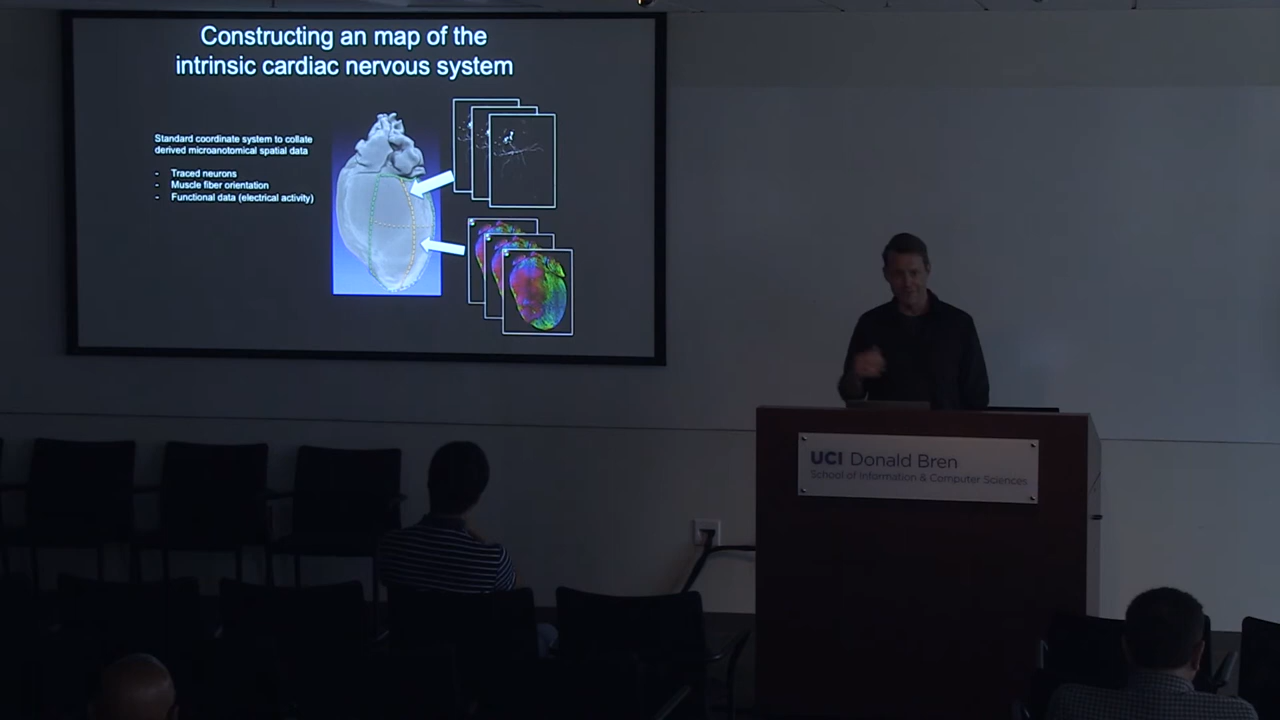 Constructing an map of the
intrinsic cardiac nervous system
Standard coordinate system to collate
derived microanotomical spatial data
- Traced neurons
- Muscle fiber orientation
- Functional data (electrical activity)
UCI Donald Bren
School of Information & Computer Sciences